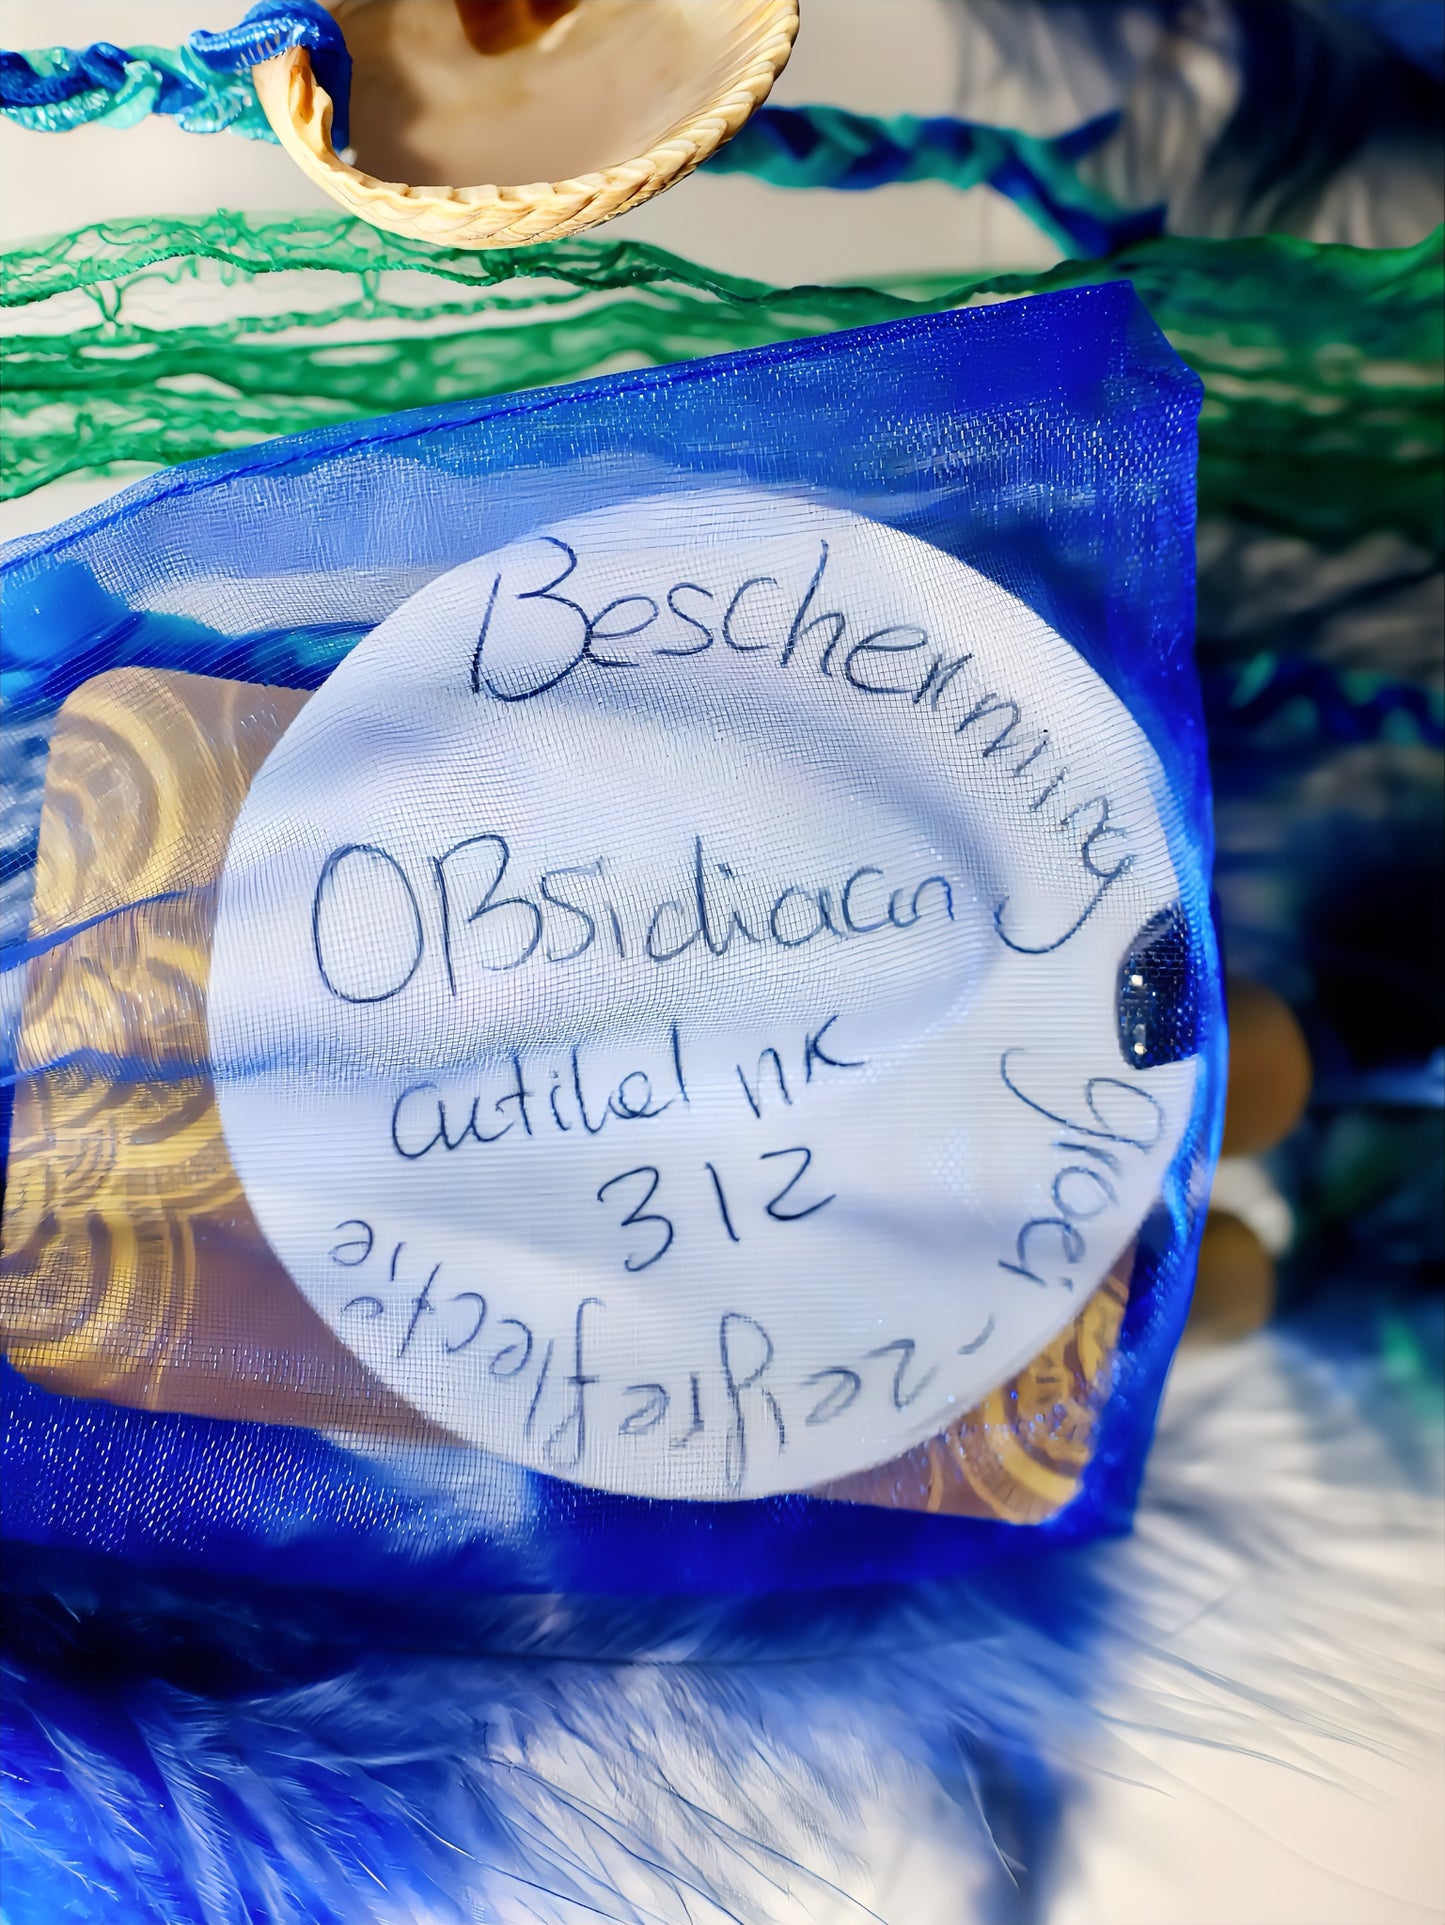 Bescherming
OBsidiaan
artikel nr
312
groei - zelfreflectie